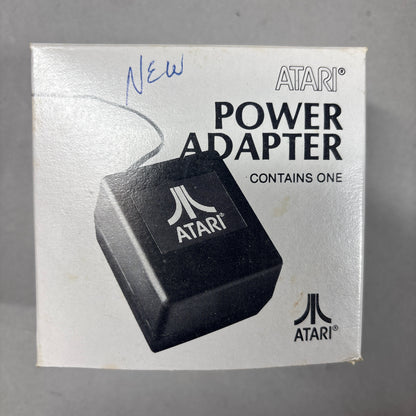 NEW
ATARI®
POWER
ADAPTER
CONTAINS ONE
ATARI®
ATARI®